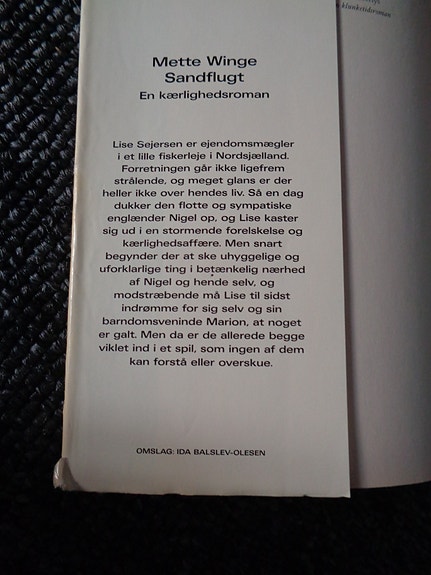 Mette Winge
Sandflugt
En kærlighedsroman
Lise Sejersen er ejendomsmægler
i et lille fiskerleje i Nordsjælland.
Forretningen går ikke ligefrem
strålende, og meget glans er der
heller ikke over hendes liv. Så en dag
dukker den flotte og sympatiske
englænder Nigel op, og Lise kaster
sig ud i en stormende forelskelse og
kærlighedsaffære. Men snart
begynder der at ske uhyggelige og
uforklarlige ting i betænkelig nærhed
af Nigel og hende selv, og
modstræbende må Lise til sidst
indrømme for sig selv og sin
barndomsveninde Marion, at noget
er galt. Men da er de allerede begge
viklet ind i et spil, som ingen af dem
kan forstå eller overskue.
OMSLAG: IDA BALSLEV-OLESEN
klunketidsroman